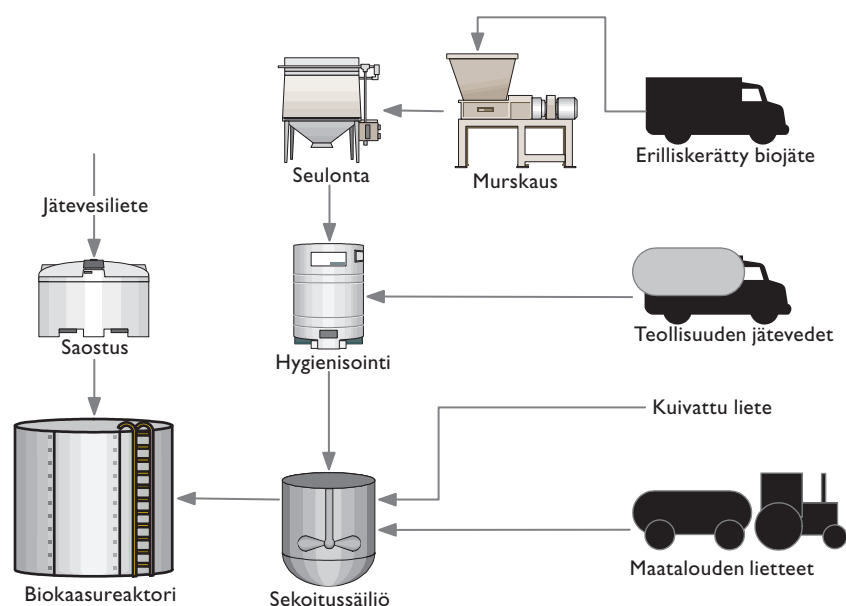 Seulonta
Murskaus
Erilliskerätty biojäte
Jätevesiliete
Saostus
Hygienisointi
Teollisuuden jätevedet
Kuivattu liete
Maatalouden lietteet
Biokaasureaktori
Sekoitussäiliö